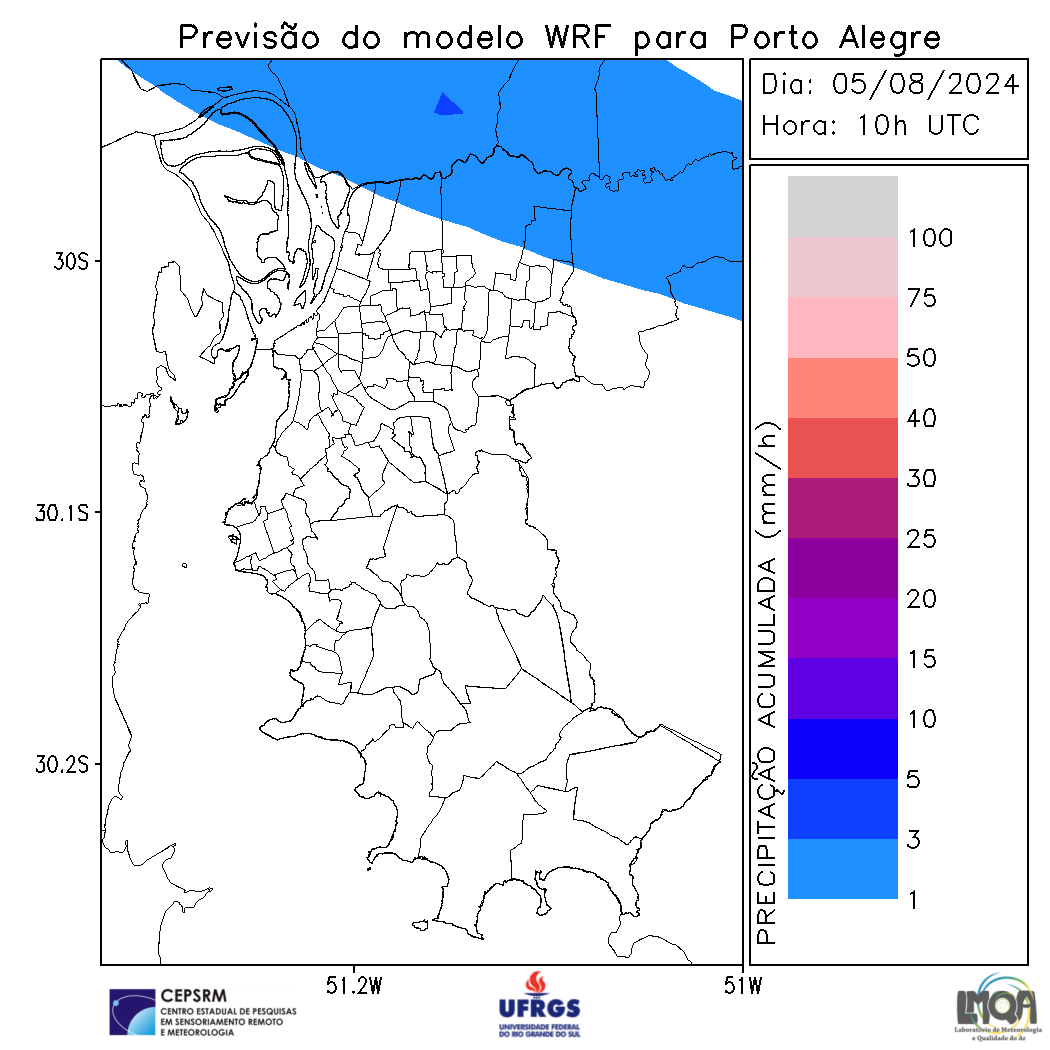 Previsão do modelo WRF para Porto Alegre
Dia: 05/08/2024
Hora: 10h UTC
30S
30.1S
30.2S
51.2W
51W
PRECIPITAÇÃO ACUMULADA (mm/h)
100
75
50
40
30
25
20
15
10
5
3
1
CEPSRM
CENTRO ESTADUAL DE PESQUISAS
EM SENSORIAMENTO REMOTO
E METEOROLOGIA
UFRGS
UNIVERSIDADE FEDERAL
DO RIO GRANDE DO SUL
LMQA
Laboratório de Meteorologia
e Qualidade do Ar